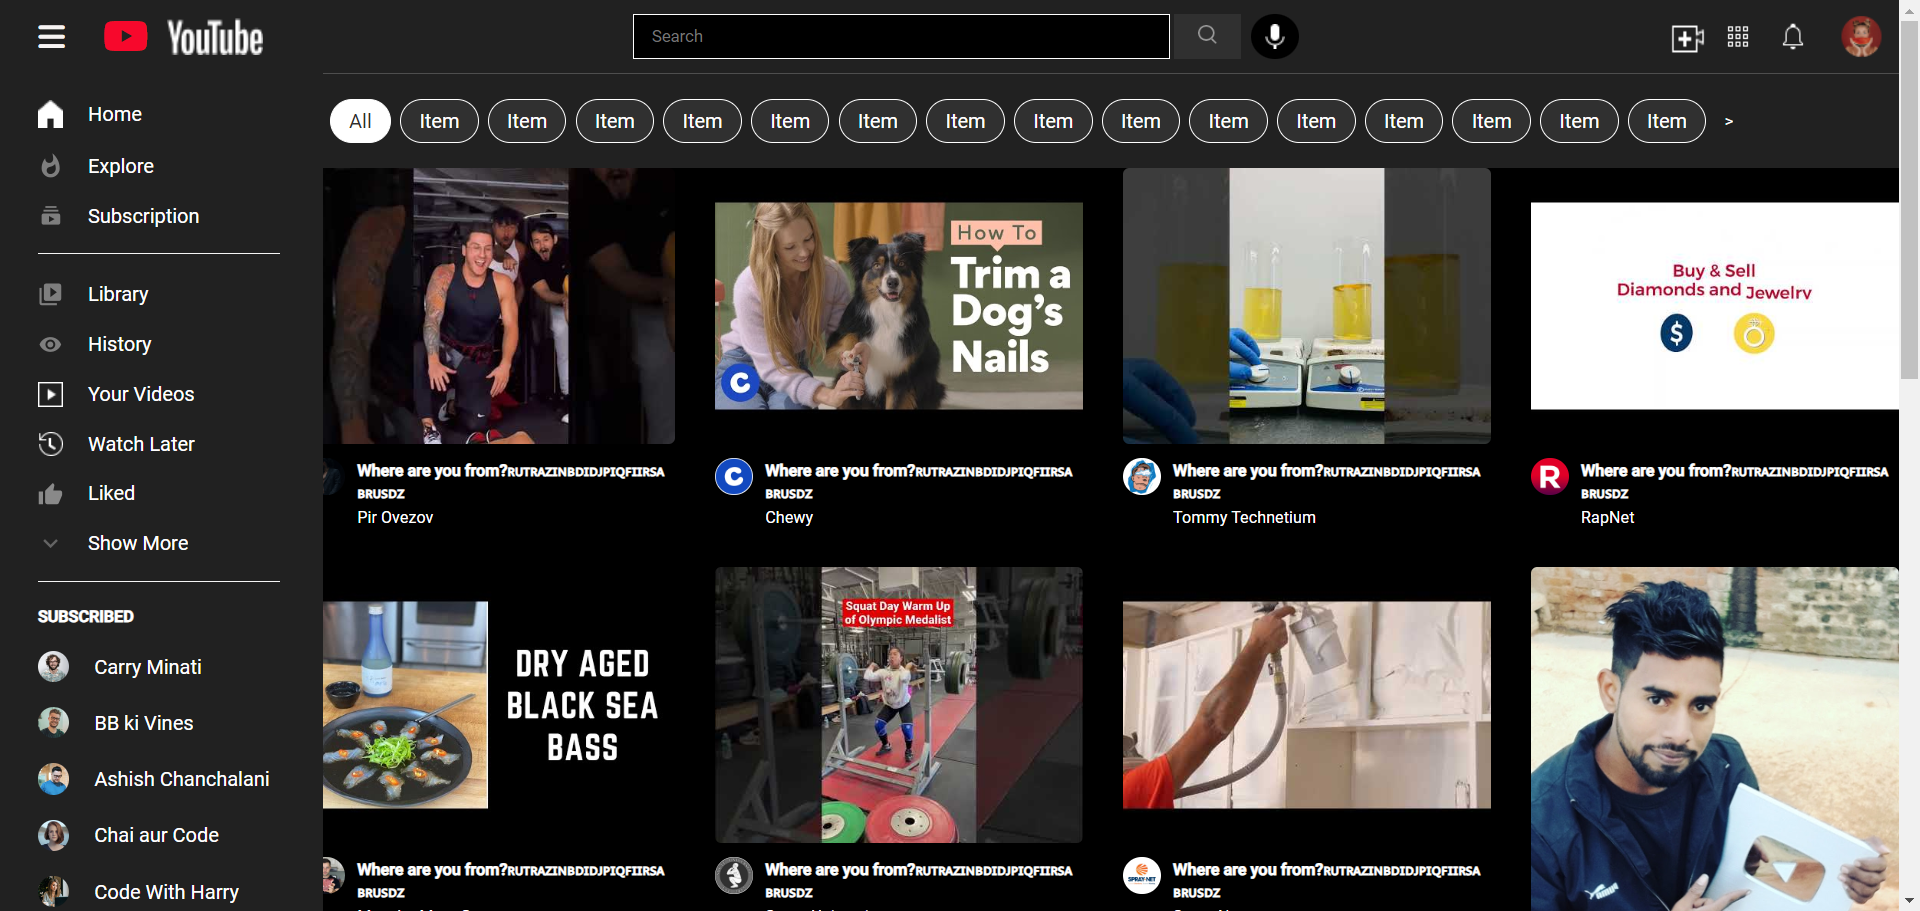 YouTube
Search
Home
Explore
Subscription
Library
History
Your Videos
Watch Later
Liked
Show More
SUBSCRIBED
Carry Minati
BB ki Vines
Ashish Chanchalani
Chai aur Code
Code With Harry
All Item Item Item Item Item Item Item Item Item Item Item Item Item Item Item >
How To
Trim a
Dog's
Nails
C
Buy & Sell
Diamonds and Jewelry
$
Where are you from?RUTRAZINBDIDJPIQFIIRSA
BRUSDZ
Pir Ovezov
C
Where are you from?RUTRAZINBDIDJPIQFIIRSA
BRUSDZ
Chewy
Where are you from?RUTRAZINBDIDJPIQFIIRSA
BRUSDZ
Tommy Technetium
R
Where are you from?RUTRAZINBDIDJPIQFIIRSA
BRUSDZ
RapNet
DRY AGED
BLACK SEA
BASS
Squat Day Warm Up
of Olympic Medalist
Where are you from?RUTRAZINBDIDJPIQFIIRSA
BRUSDZ
Where are you from?RUTRAZINBDIDJPIQFIIRSA
BRUSDZ
SPRAY-NET
Where are you from?RUTRAZINBDIDJPIQFIIRSA
BRUSDZ